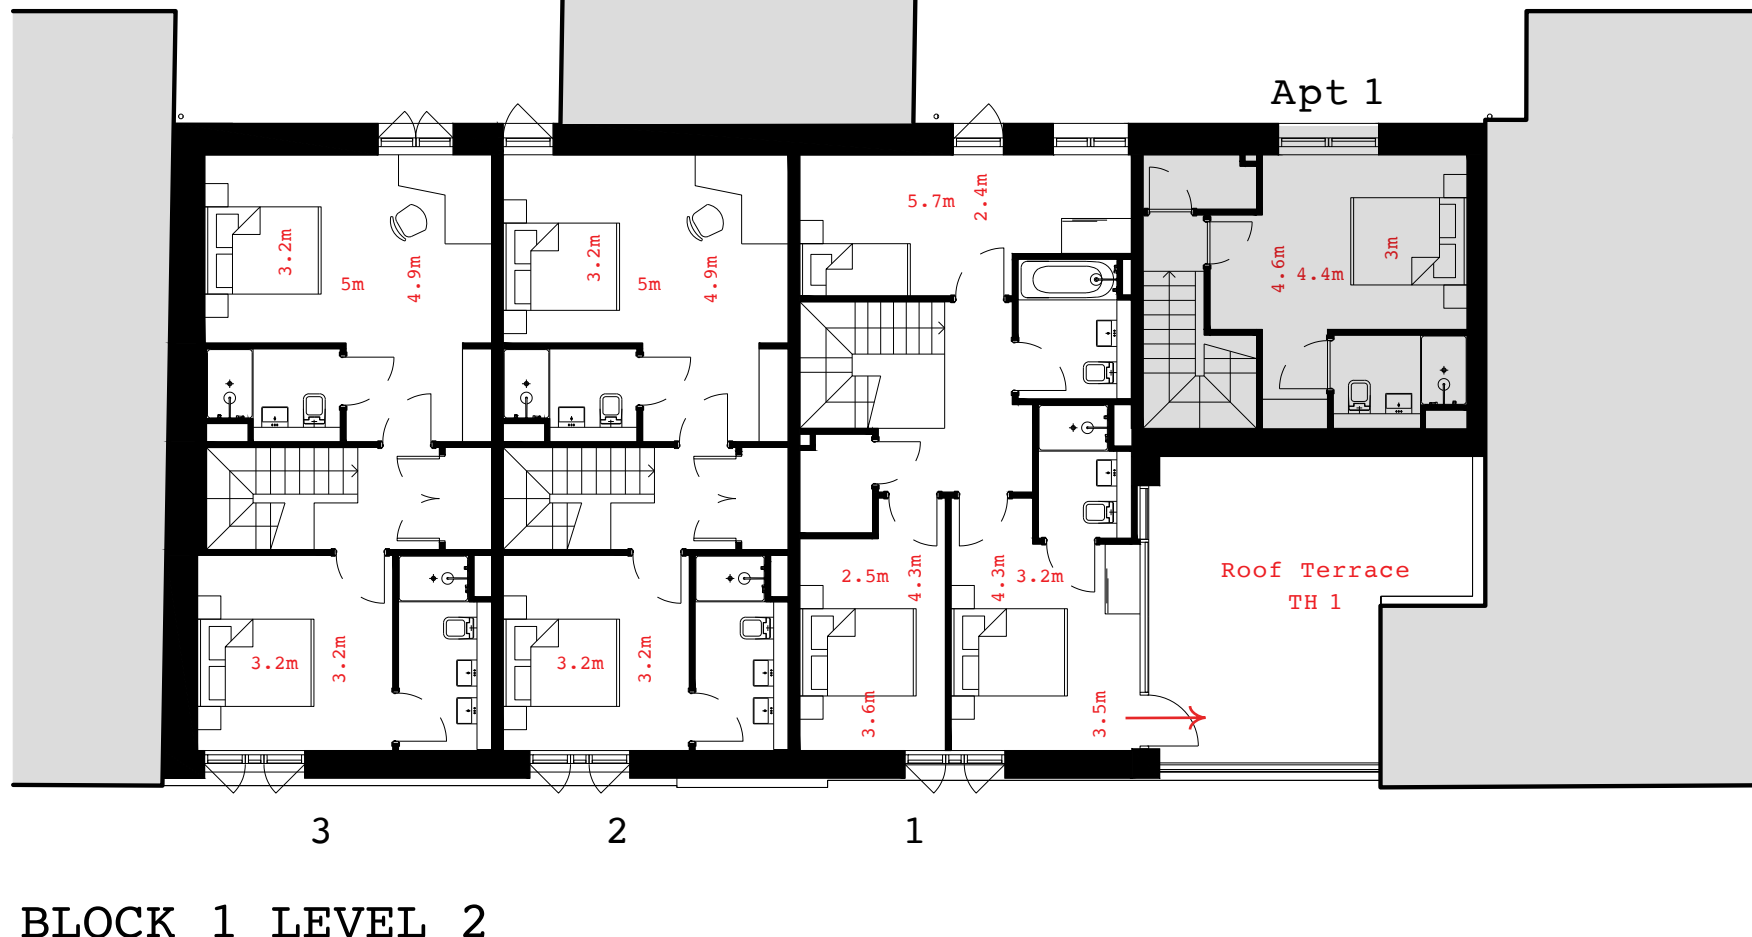 Apt 1
3.2m
5m
4.9m
3.2m
5m
4.9m
5.7m
2.4m
4.6m
4.4m
3m
3.2m
3.2m
3.2m
3.2m
2.5m
4.3m
3.6m
4.3m
3.2m
3.5m
Roof Terrace
TH 1
3
2
1
BLOCK 1 LEVEL 2